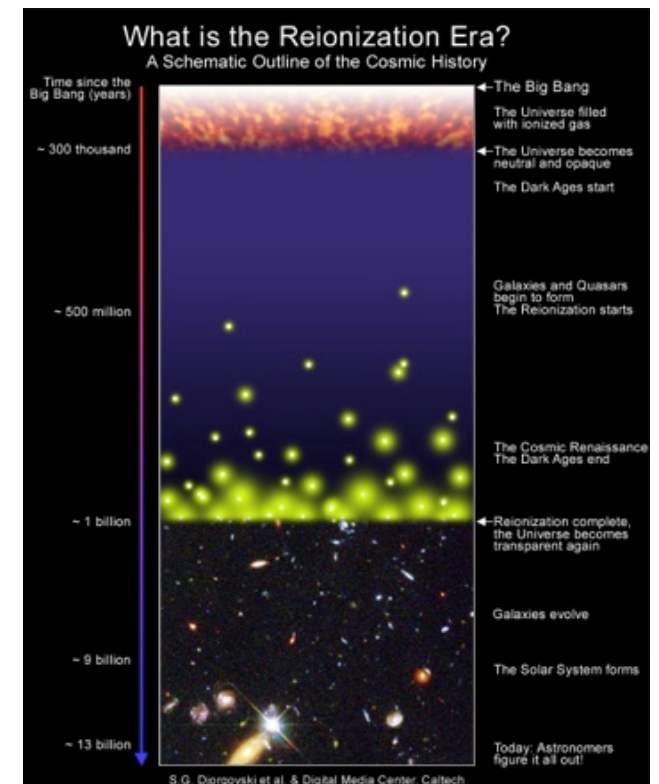 What is the Reionization Era?
A Schematic Outline of the Cosmic History
Time since the
Big Bang (years)
←The Big Bang
The Universe filled
with ionized gas
~ 300 thousand
←The Universe becomes
neutral and opaque
The Dark Ages start
Galaxies and Quasars
begin to form
The Reionization starts
~ 500 million
The Cosmic Renaissance
The Dark Ages end
~ 1 billion
←Reionization complete,
the Universe becomes
transparent again
Galaxies evolve
~ 9 billion
The Solar System forms
~ 13 billion
Today: Astronomers
figure it all out!
S.G. Djorgovski et al. & Digital Media Center, Caltech